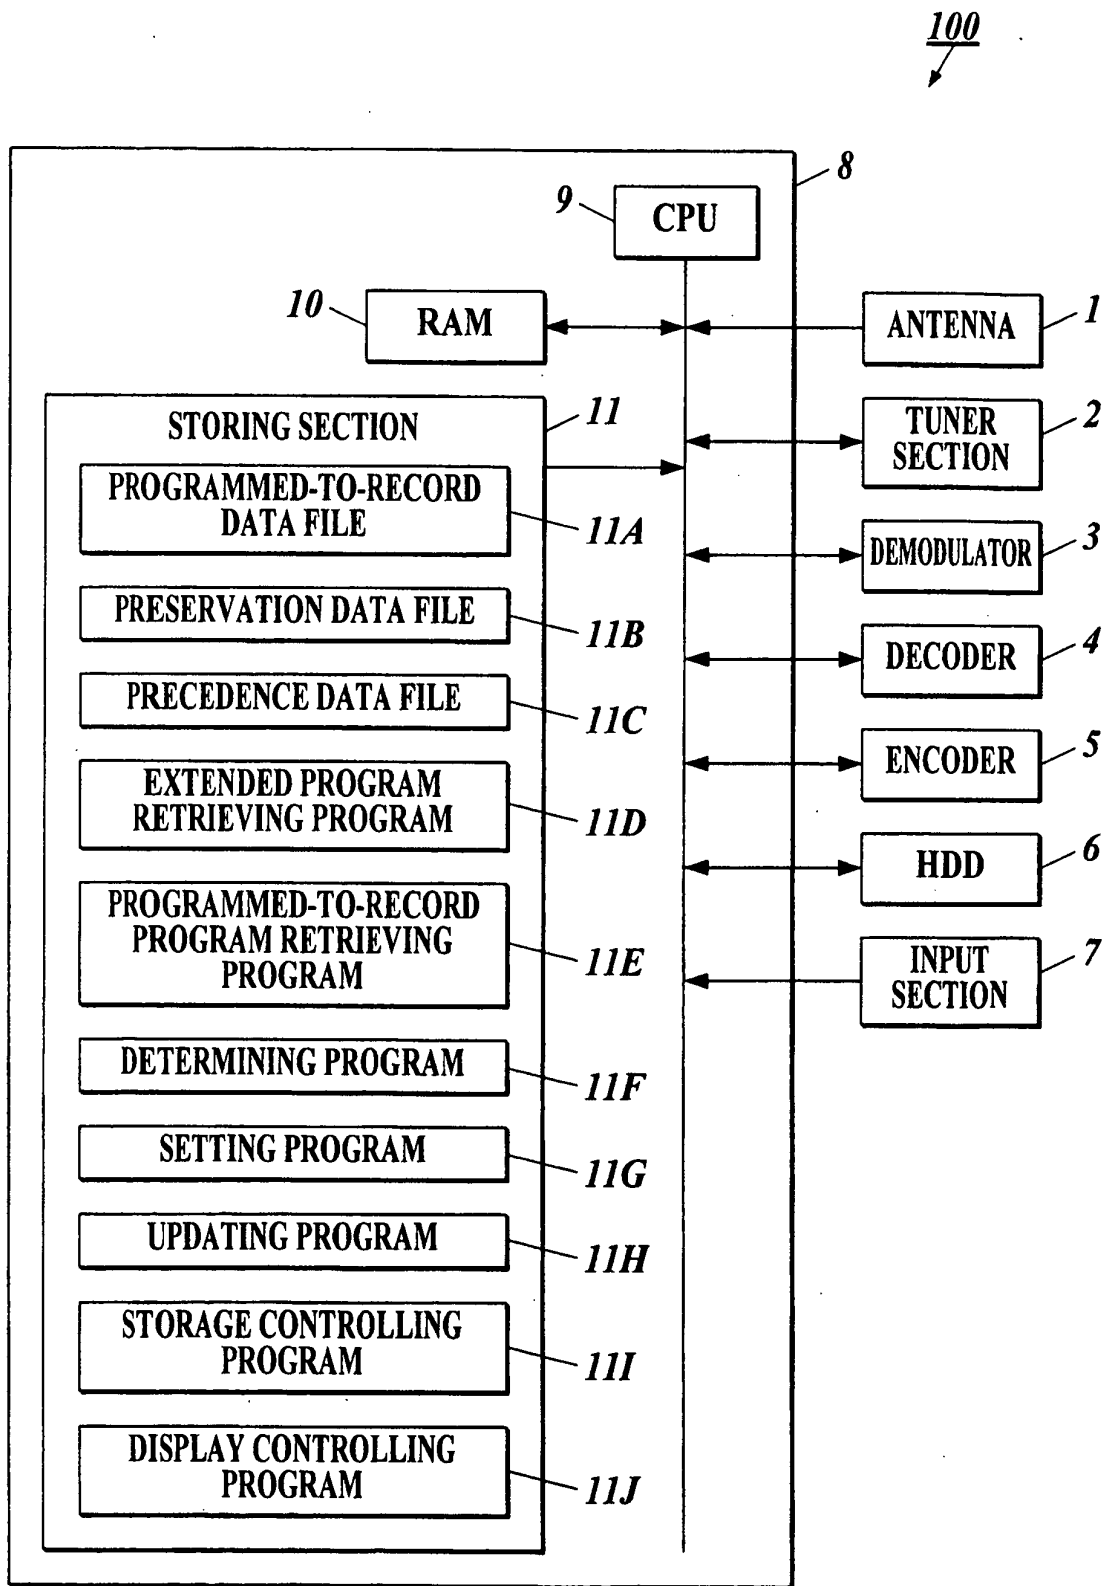 100
8
9
CPU
10
RAM
ANTENNA
1
STORING SECTION
11
TUNER
SECTION
2
PROGRAMMED-TO-RECORD
DATA FILE
11A
DEMODULATOR
3
PRESERVATION DATA FILE
11B
DECODER
4
PRECEDENCE DATA FILE
11C
ENCODER
5
EXTENDED PROGRAM
RETRIEVING PROGRAM
11D
HDD
6
PROGRAMMED-TO-RECORD
PROGRAM RETRIEVING
PROGRAM
11E
INPUT
SECTION
7
DETERMINING PROGRAM
11F
SETTING PROGRAM
11G
UPDATING PROGRAM
11H
STORAGE CONTROLLING
PROGRAM
11I
DISPLAY CONTROLLING
PROGRAM
11J